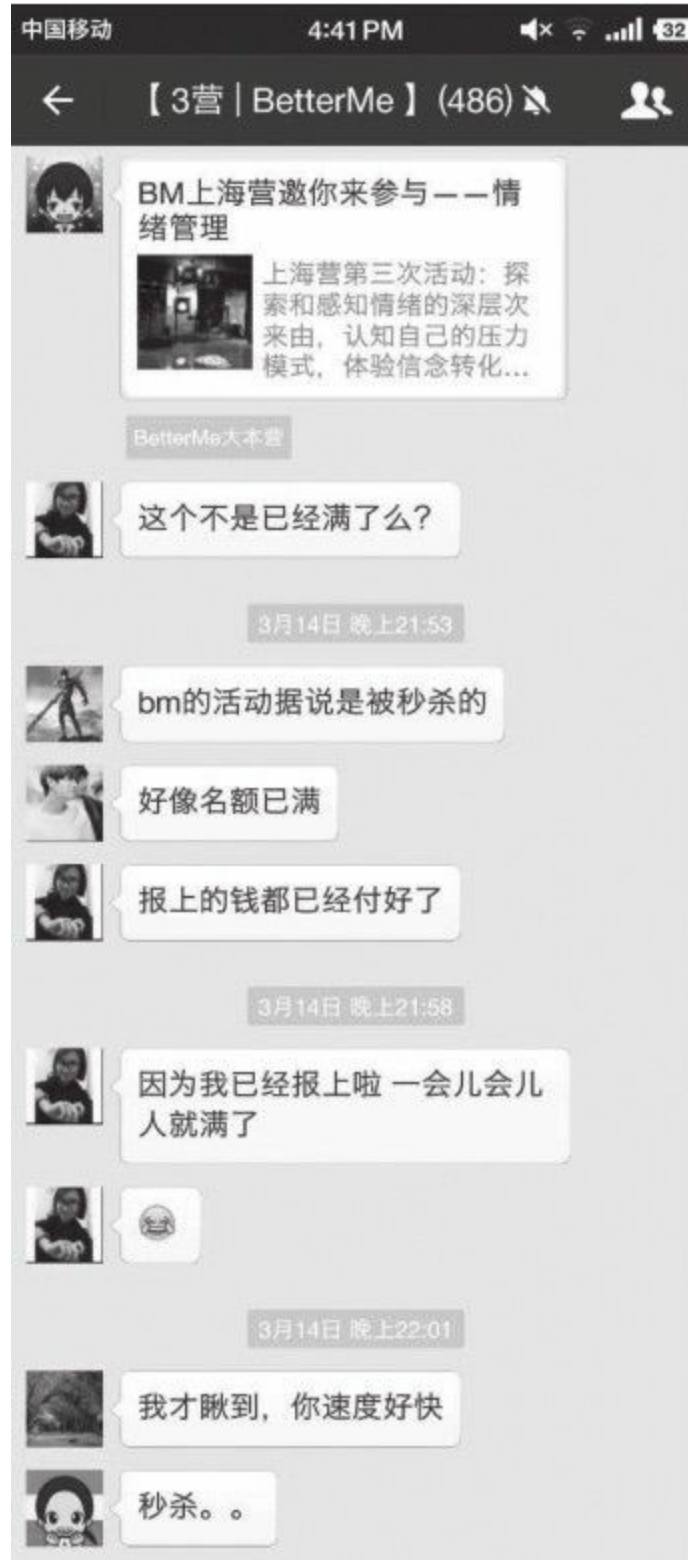 中国移动 4:41 PM 32
【 3营 | BetterMe 】 (486)
BM上海营邀你来参与——情
绪管理
上海营第三次活动：探
索和感知情绪的深层次
来由，认知自己的压力
模式，体验信念转化...
BetterMe大本营
这个不是已经满了么？
3月14日 晚上21:53
bm的活动据说是被秒杀的
好像名额已满
报上的钱都已经付好了
3月14日 晚上21:58
因为我已经报上啦 一会儿会儿
人就满了
3月14日 晚上22:01
我才瞅到，你速度好快
秒杀。。